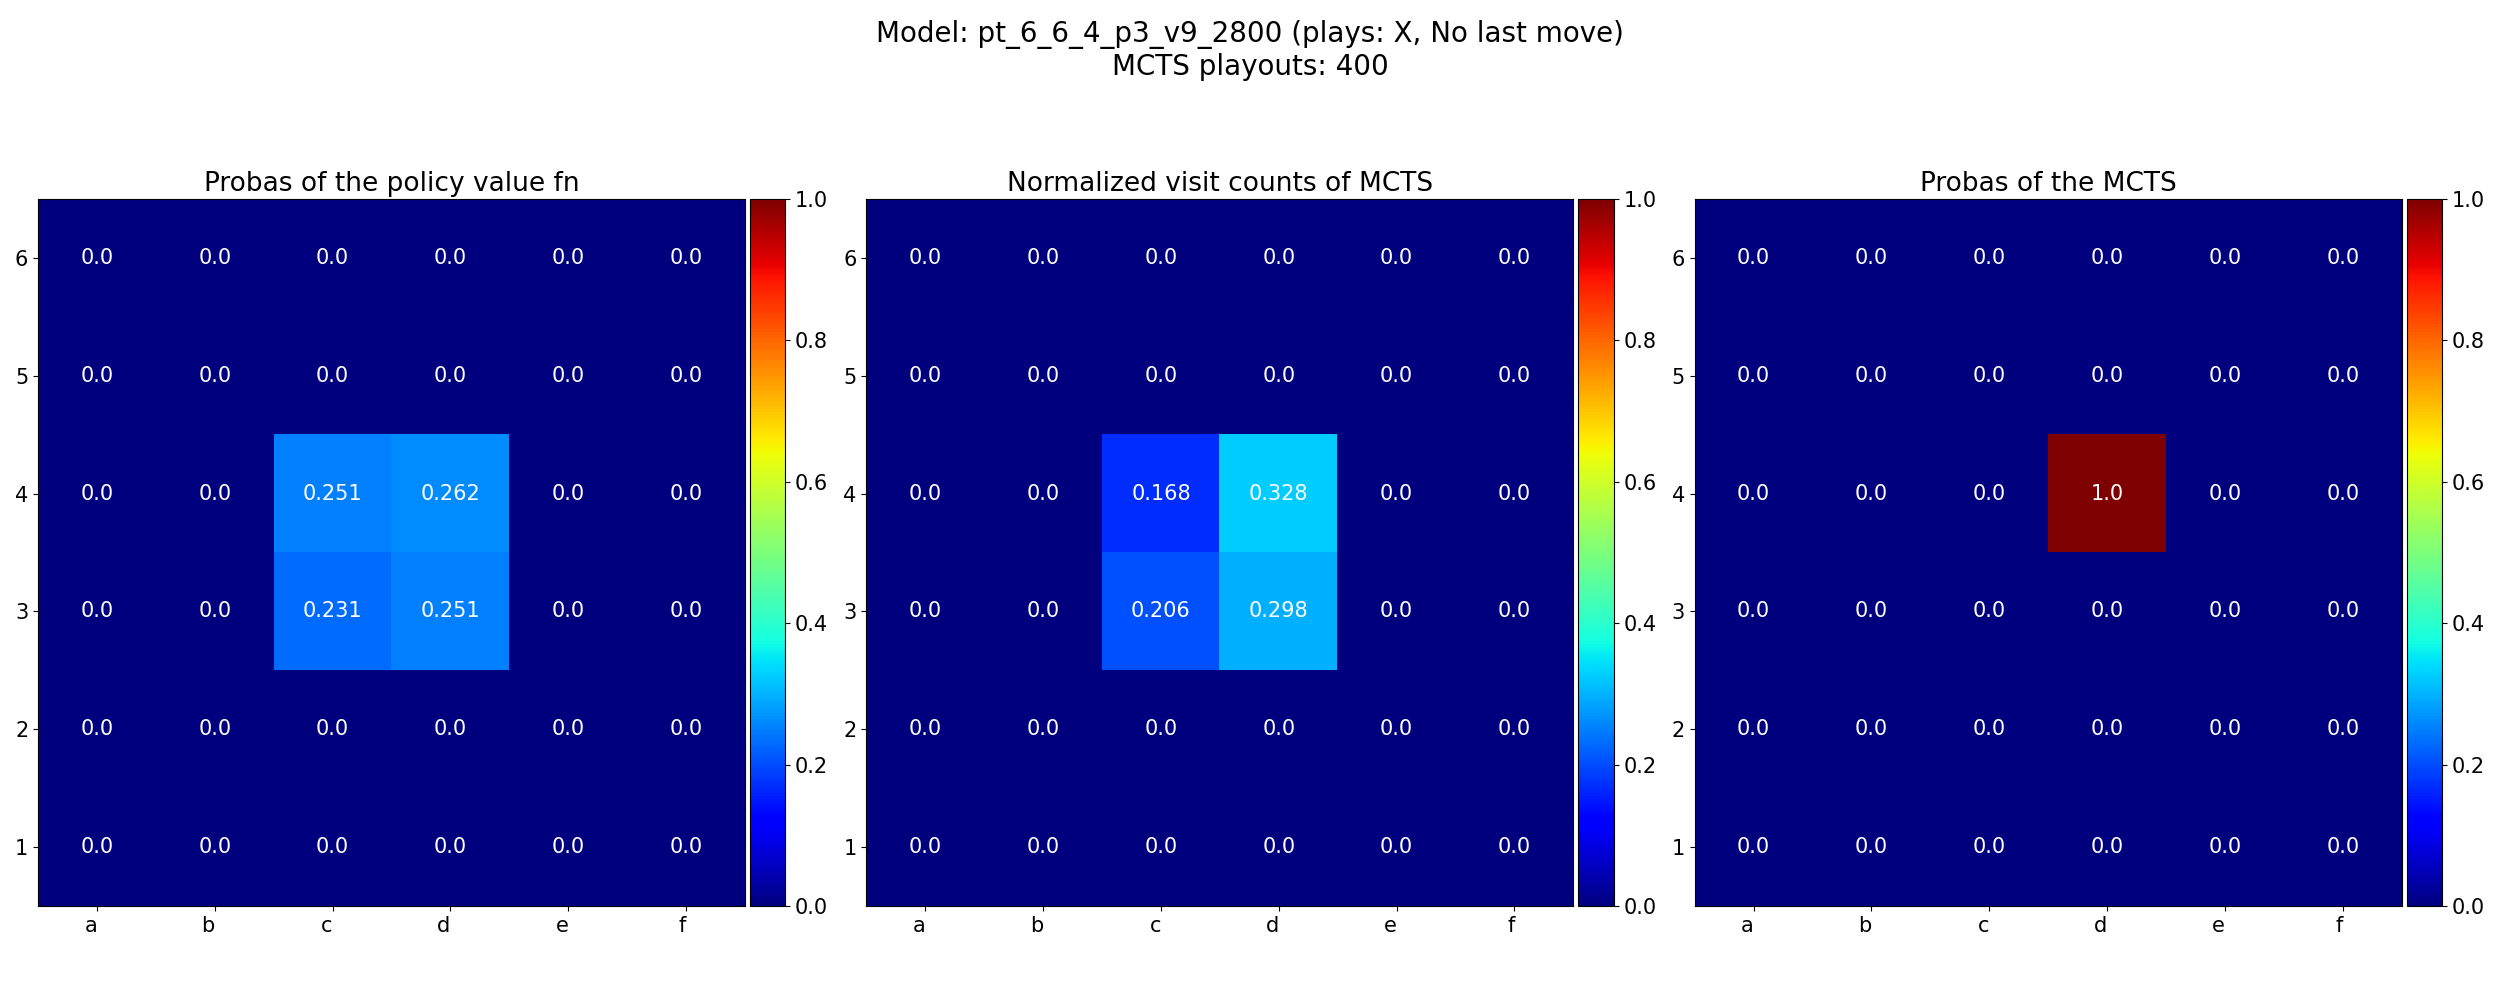 Model: pt_6_6_4_p3_v9_2800 (plays: X, No last move)
MCTS playouts: 400
Probas of the policy value fn
6 0.0 0.0 0.0 0.0 0.0 0.0
5 0.0 0.0 0.0 0.0 0.0 0.0
4 0.0 0.0 0.251 0.262 0.0 0.0
3 0.0 0.0 0.231 0.251 0.0 0.0
2 0.0 0.0 0.0 0.0 0.0 0.0
1 0.0 0.0 0.0 0.0 0.0 0.0
a b c d e f
1.0
0.8
0.6
0.4
0.2
0.0
Normalized visit counts of MCTS
6 0.0 0.0 0.0 0.0 0.0 0.0
5 0.0 0.0 0.0 0.0 0.0 0.0
4 0.0 0.0 0.168 0.328 0.0 0.0
3 0.0 0.0 0.206 0.298 0.0 0.0
2 0.0 0.0 0.0 0.0 0.0 0.0
1 0.0 0.0 0.0 0.0 0.0 0.0
a b c d e f
1.0
0.8
0.6
0.4
0.2
0.0
Probas of the MCTS
6 0.0 0.0 0.0 0.0 0.0 0.0
5 0.0 0.0 0.0 0.0 0.0 0.0
4 0.0 0.0 0.0 1.0 0.0 0.0
3 0.0 0.0 0.0 0.0 0.0 0.0
2 0.0 0.0 0.0 0.0 0.0 0.0
1 0.0 0.0 0.0 0.0 0.0 0.0
a b c d e f
1.0
0.8
0.6
0.4
0.2
0.0